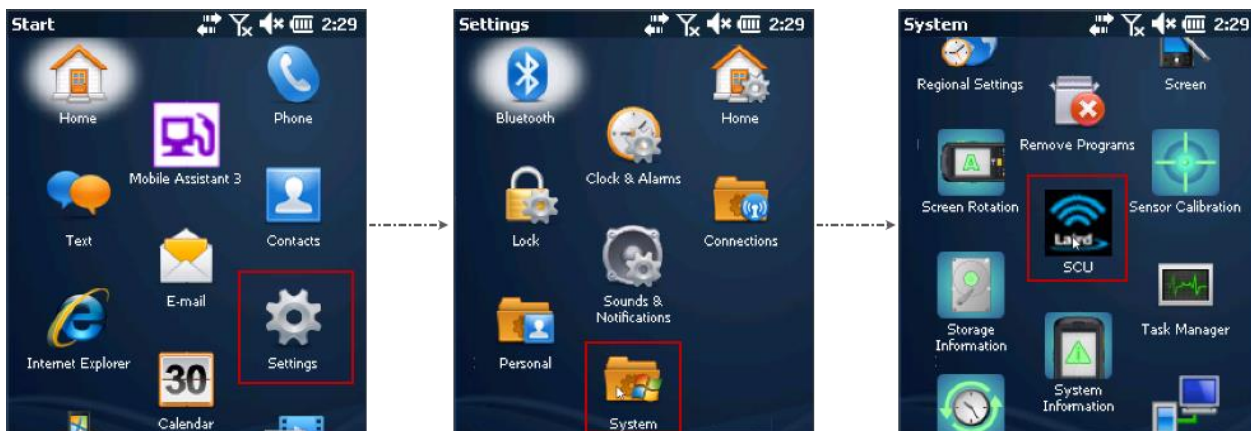 Start
2:29
Home
Phone
Mobile Assistant 3
Text
Contacts
E-mail
Settings
Internet Explorer
30
Calendar
Settings
2:29
Bluetooth
Home
Clock & Alarms
Lock
Connections
Sounds &
Notifications
Personal
System
System
2:29
Regional Settings
Screen
Remove Programs
A
Screen Rotation
Sensor Calibration
Laird
SCU
Storage
Information
Task Manager
System
Information